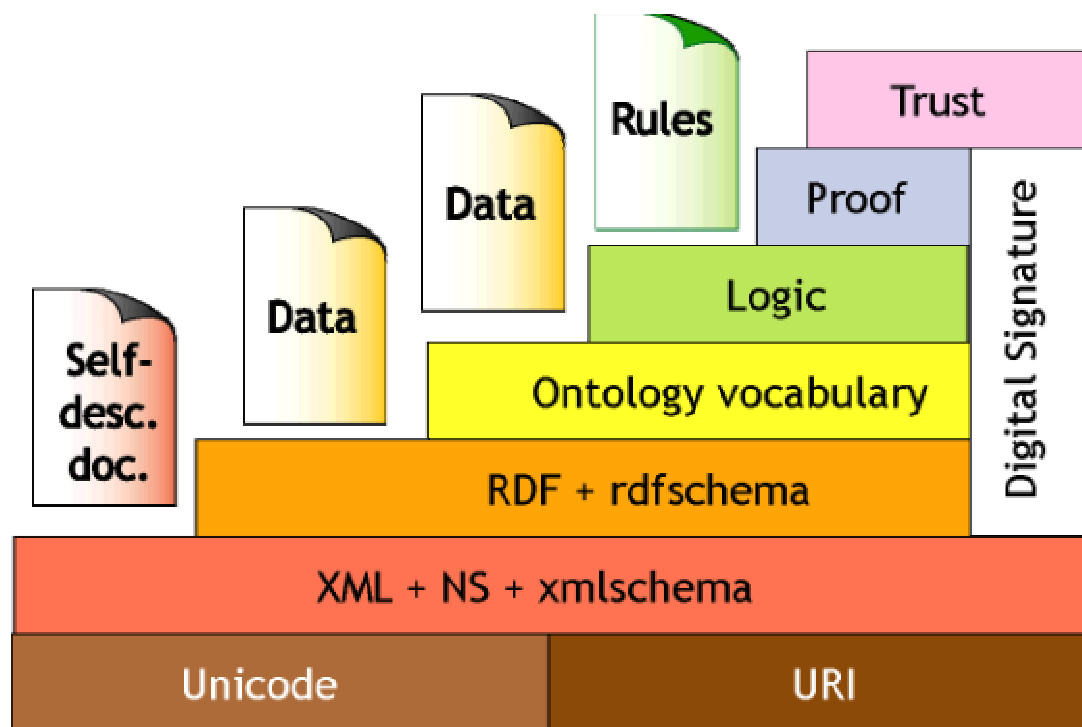 Rules
Trust
Data
Proof
Data
Logic
Self-
desc.
doc.
Ontology vocabulary
Digital Signature
RDF + rdfschema
XML + NS + xmlschema
Unicode
URI